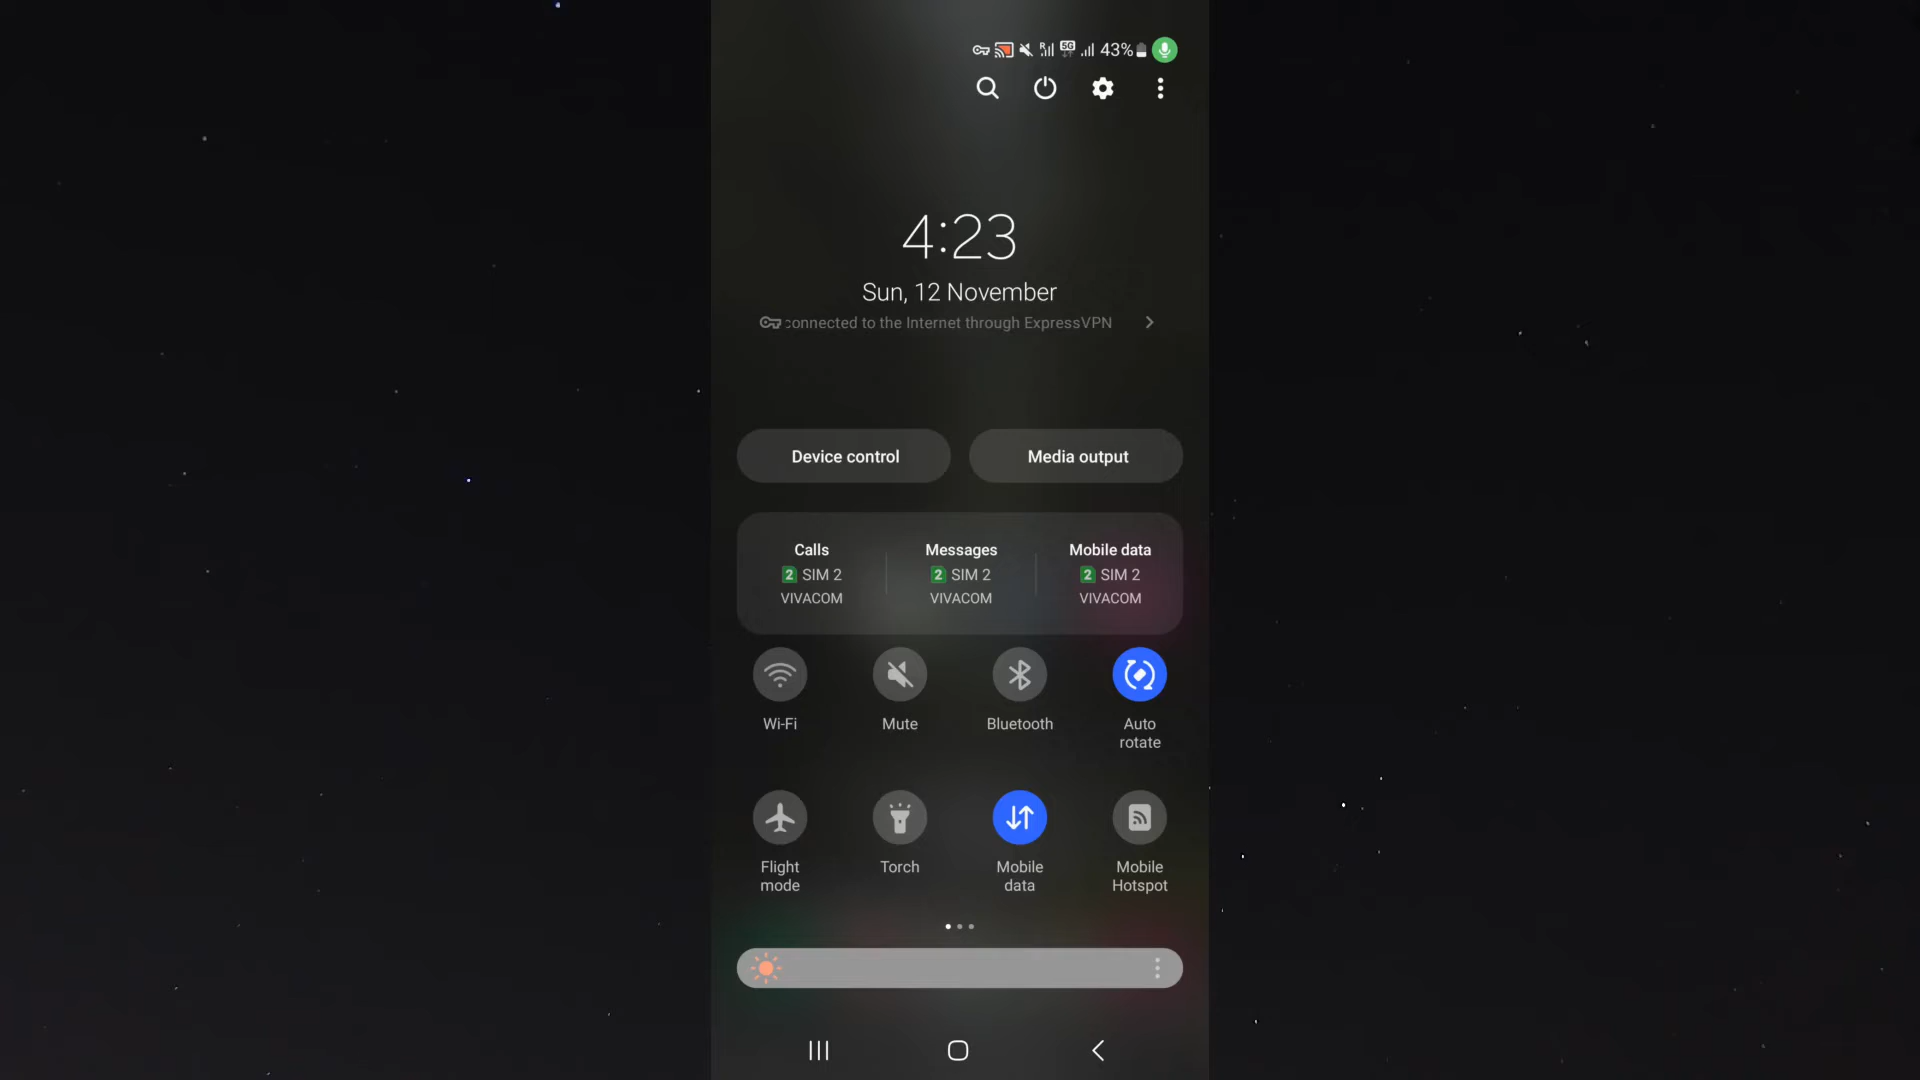 5G 43%
4:23
Sun, 12 November
connected to the Internet through ExpressVPN
Device control Media output
Calls Messages Mobile data
2 SIM 2 2 SIM 2 2 SIM 2
VIVACOM VIVACOM VIVACOM
Wi-Fi Mute Bluetooth Auto
rotate
Flight Torch Mobile Mobile
mode data Hotspot